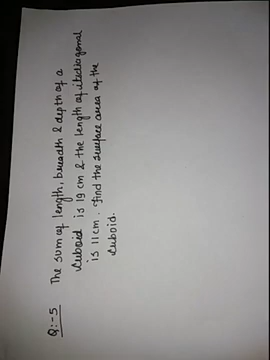 Q:-5 The sum of length, breadth & depth of a
cuboid is 19 cm & the length of its diagonal
is 11 cm. Find the surface area of the
cuboid.